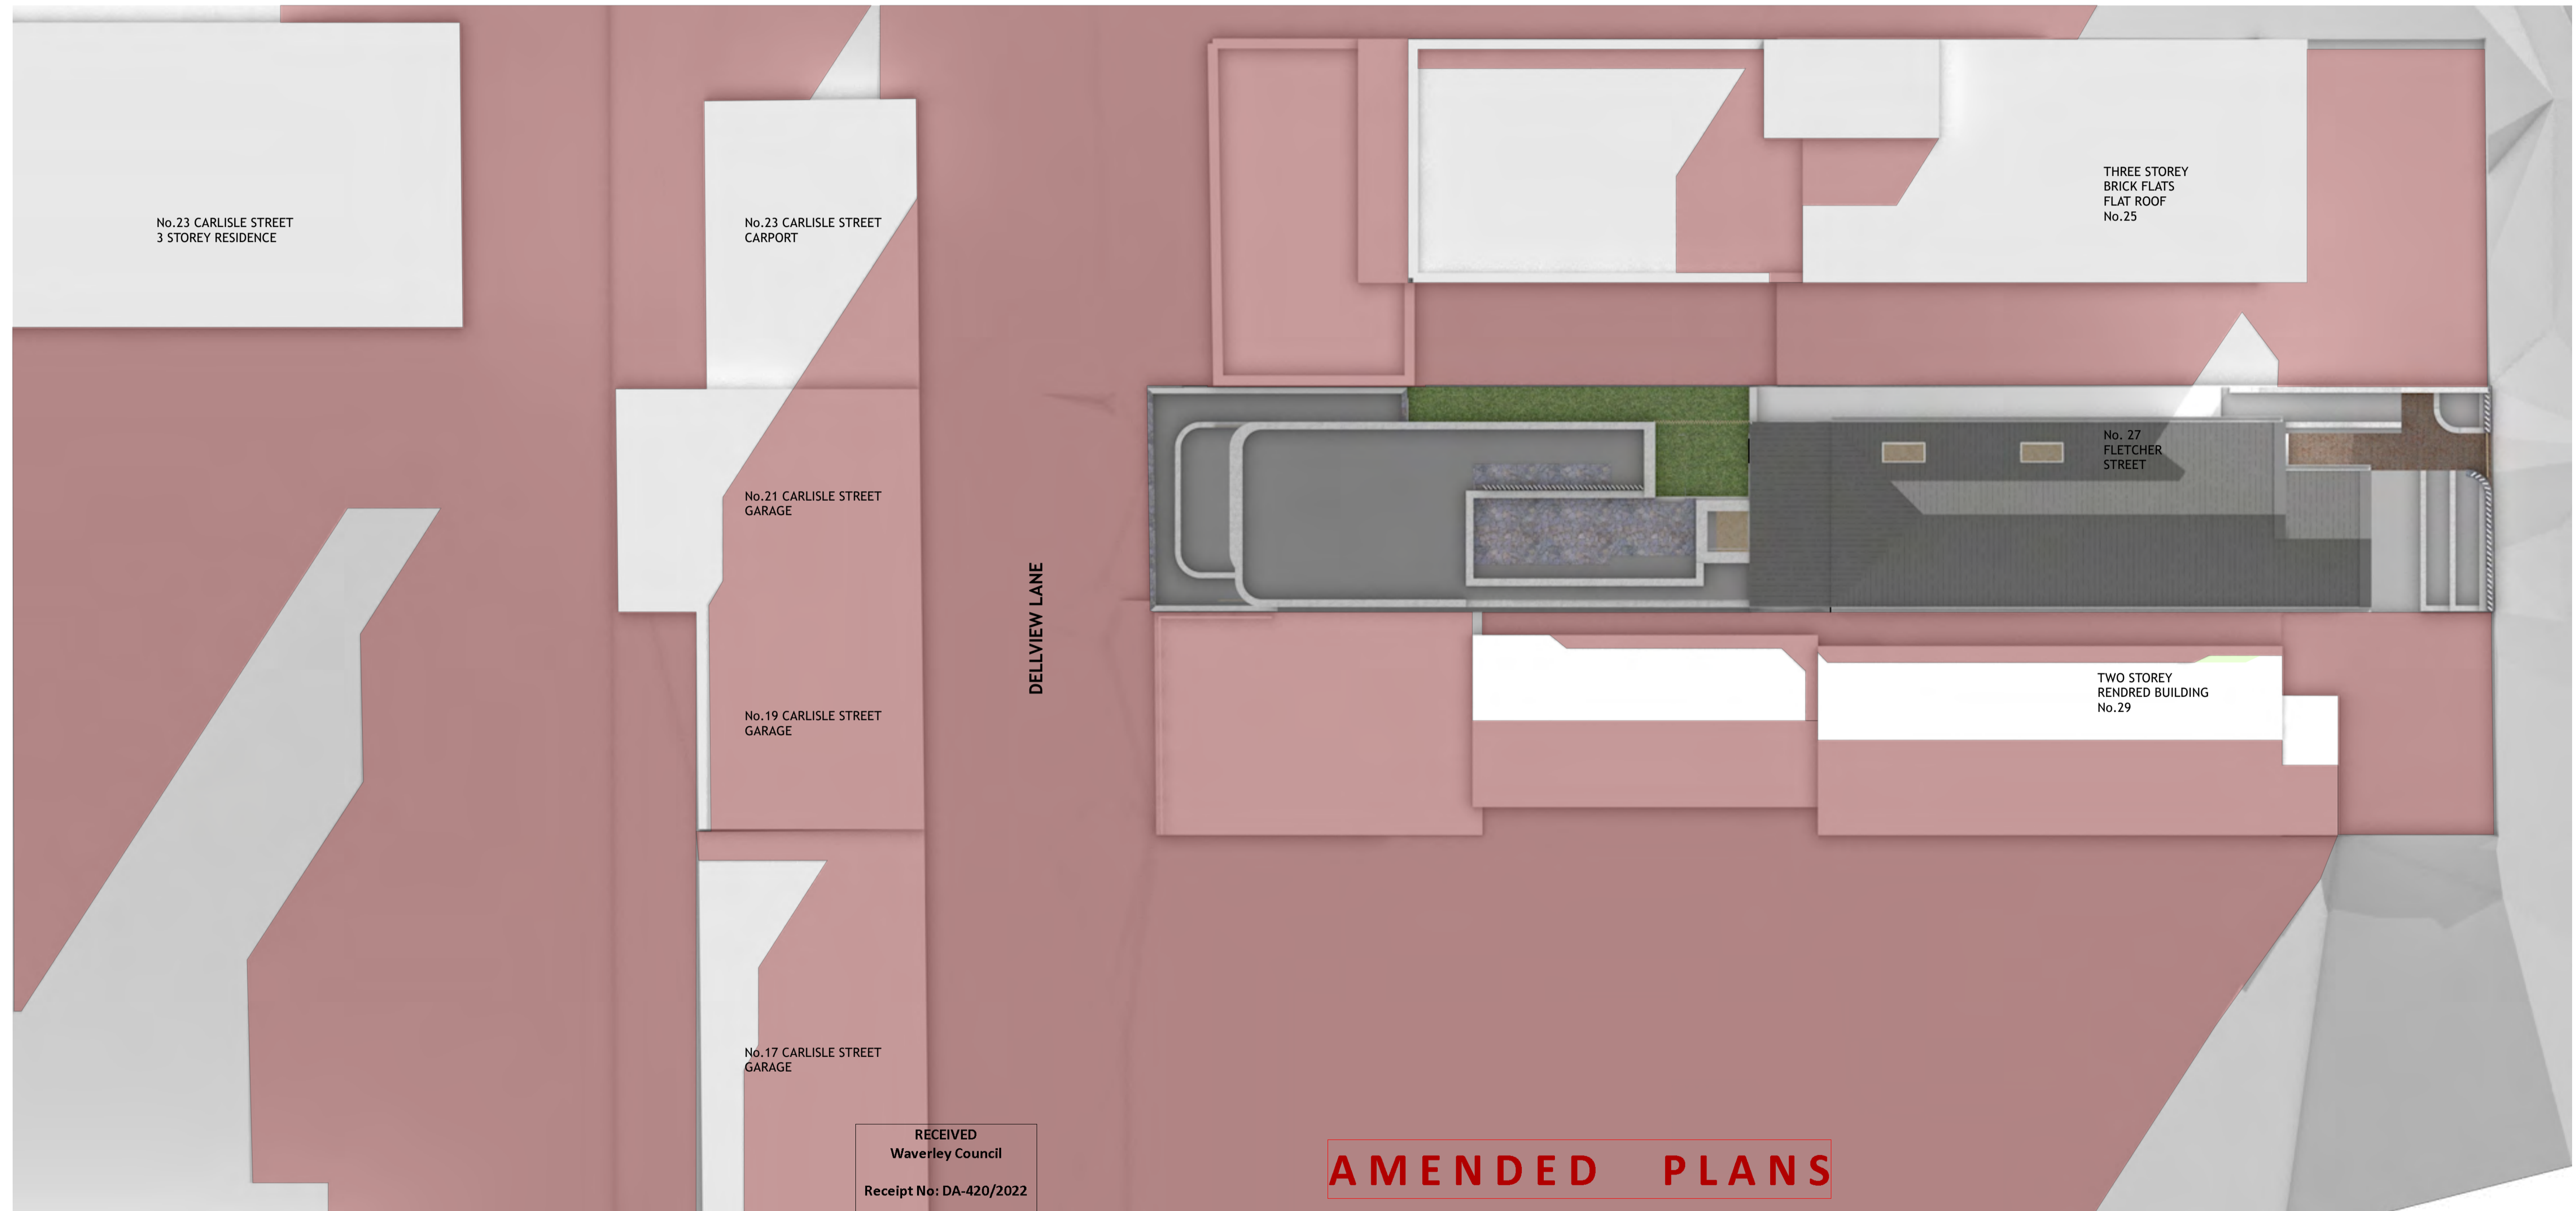 THREE STOREY
BRICK FLATS
FLAT ROOF
No.25
No.23 CARLISLE STREET
3 STOREY RESIDENCE
No.23 CARLISLE STREET
CARPORT
No. 27
FLETCHER
STREET
No.21 CARLISLE STREET
GARAGE
DELLVIEW LANE
TWO STOREY
RENDRED BUILDING
No.29
No.19 CARLISLE STREET
GARAGE
No.17 CARLISLE STREET
GARAGE
RECEIVED
Waverley Council
Receipt No: DA-420/2022
AMENDED PLANS